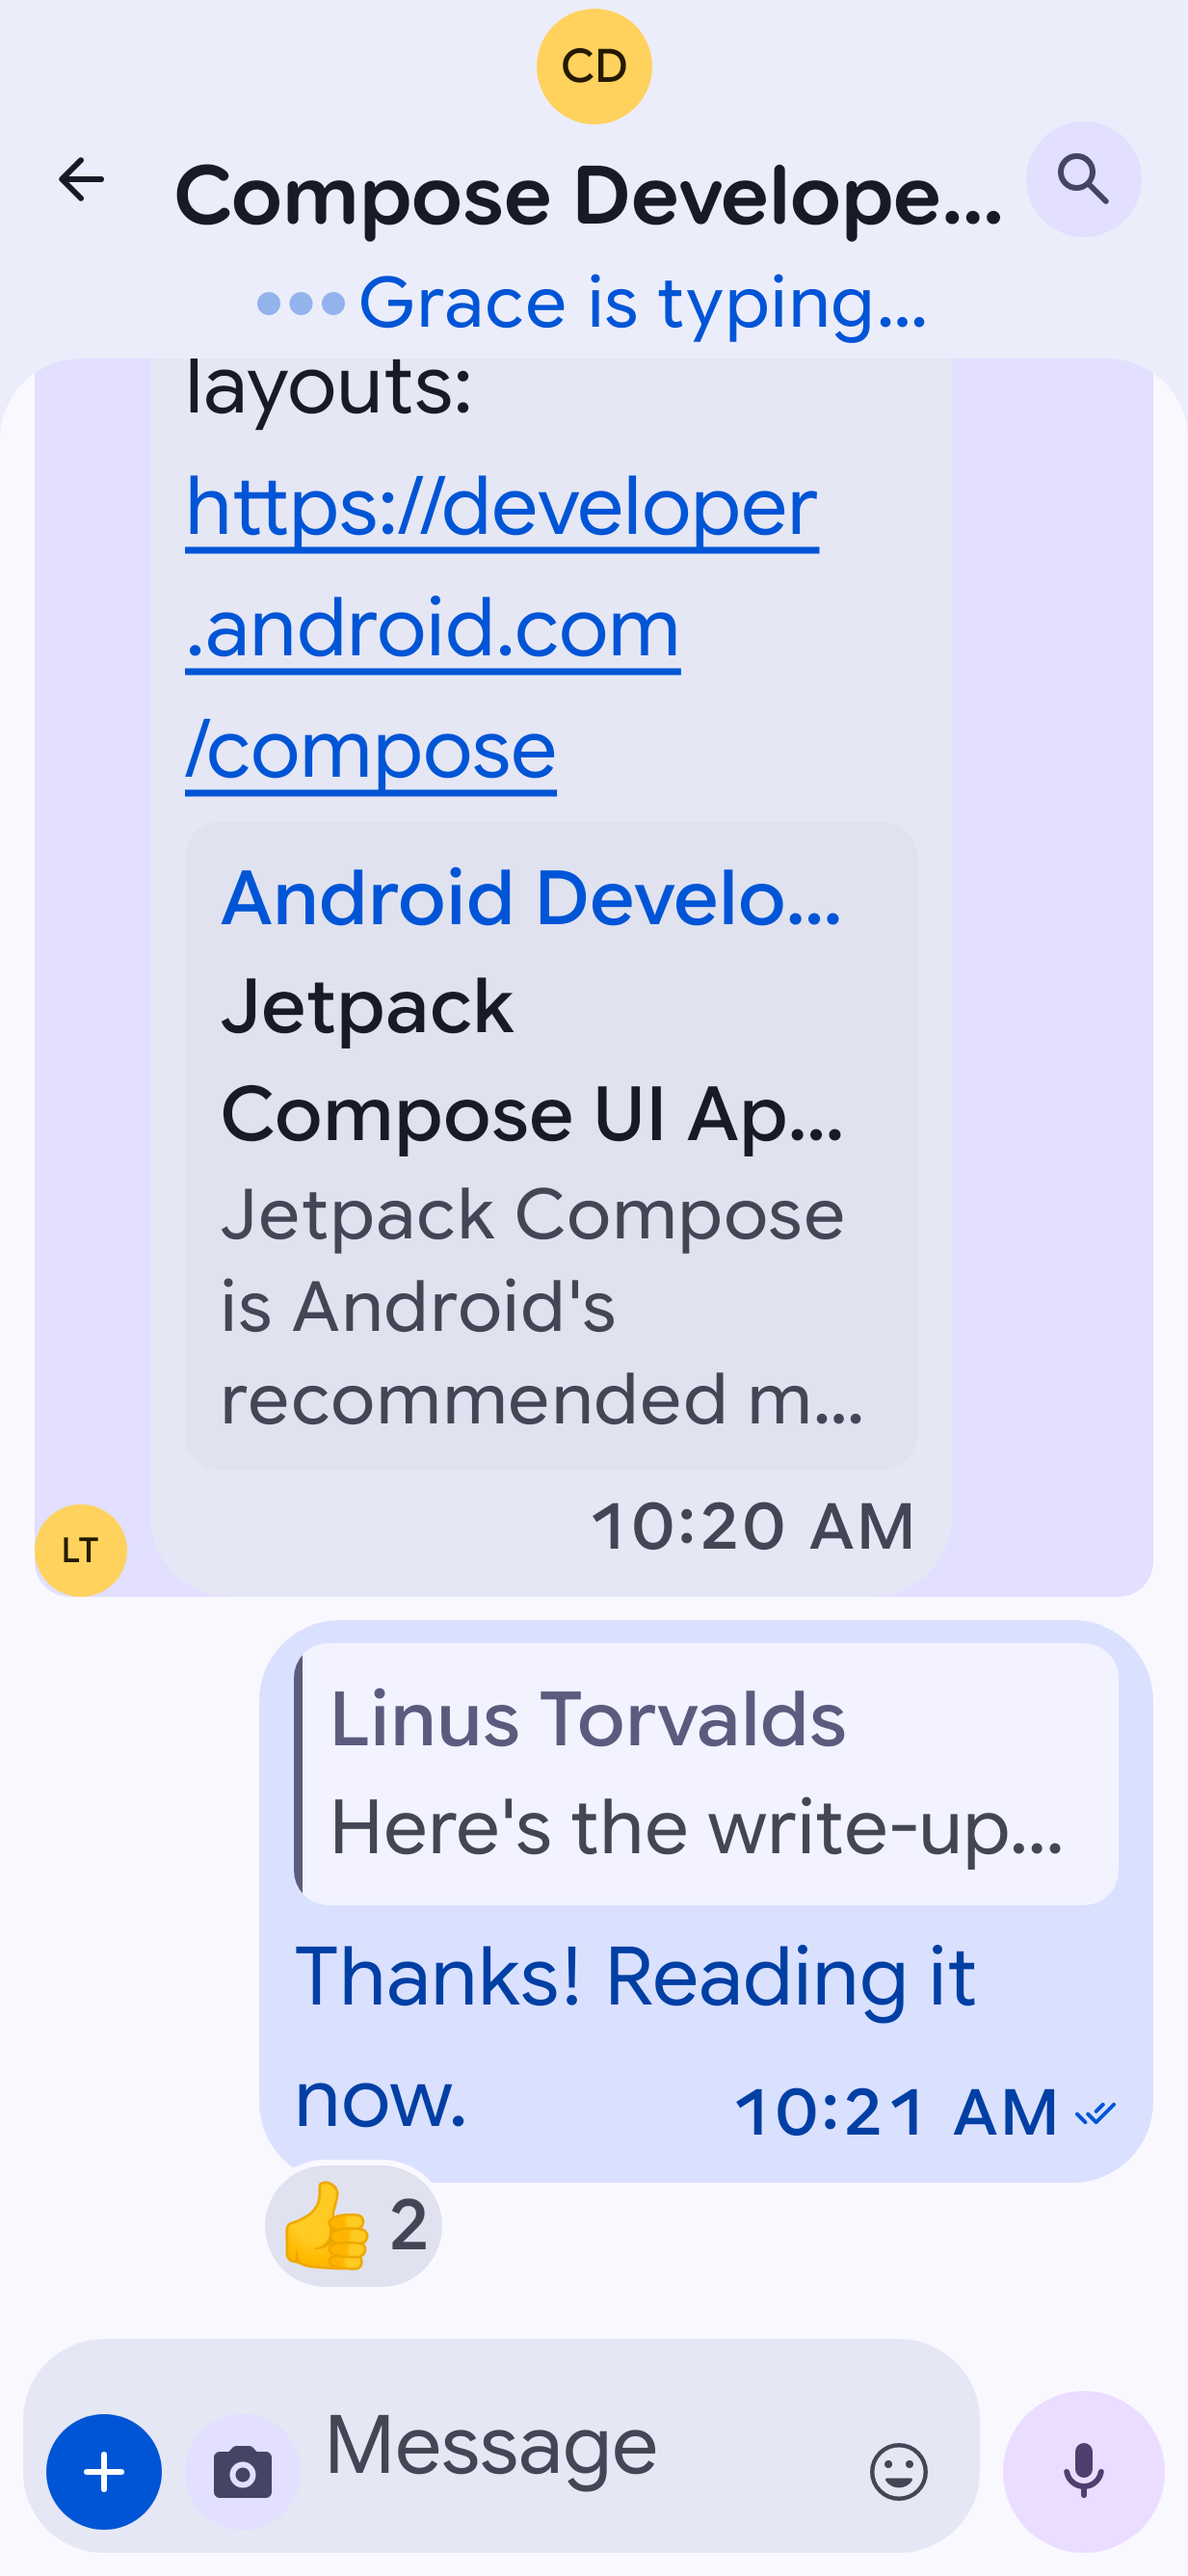 CD
Compose Develope...
Grace is typing...
layouts:
https://developer
.android.com
/compose
Android Develo...
Jetpack
Compose UI Ap...
Jetpack Compose
is Android's
recommended m...
10:20 AM
LT
Linus Torvalds
Here's the write-up...
Thanks! Reading it
now.
10:21 AM
👍 2
Message